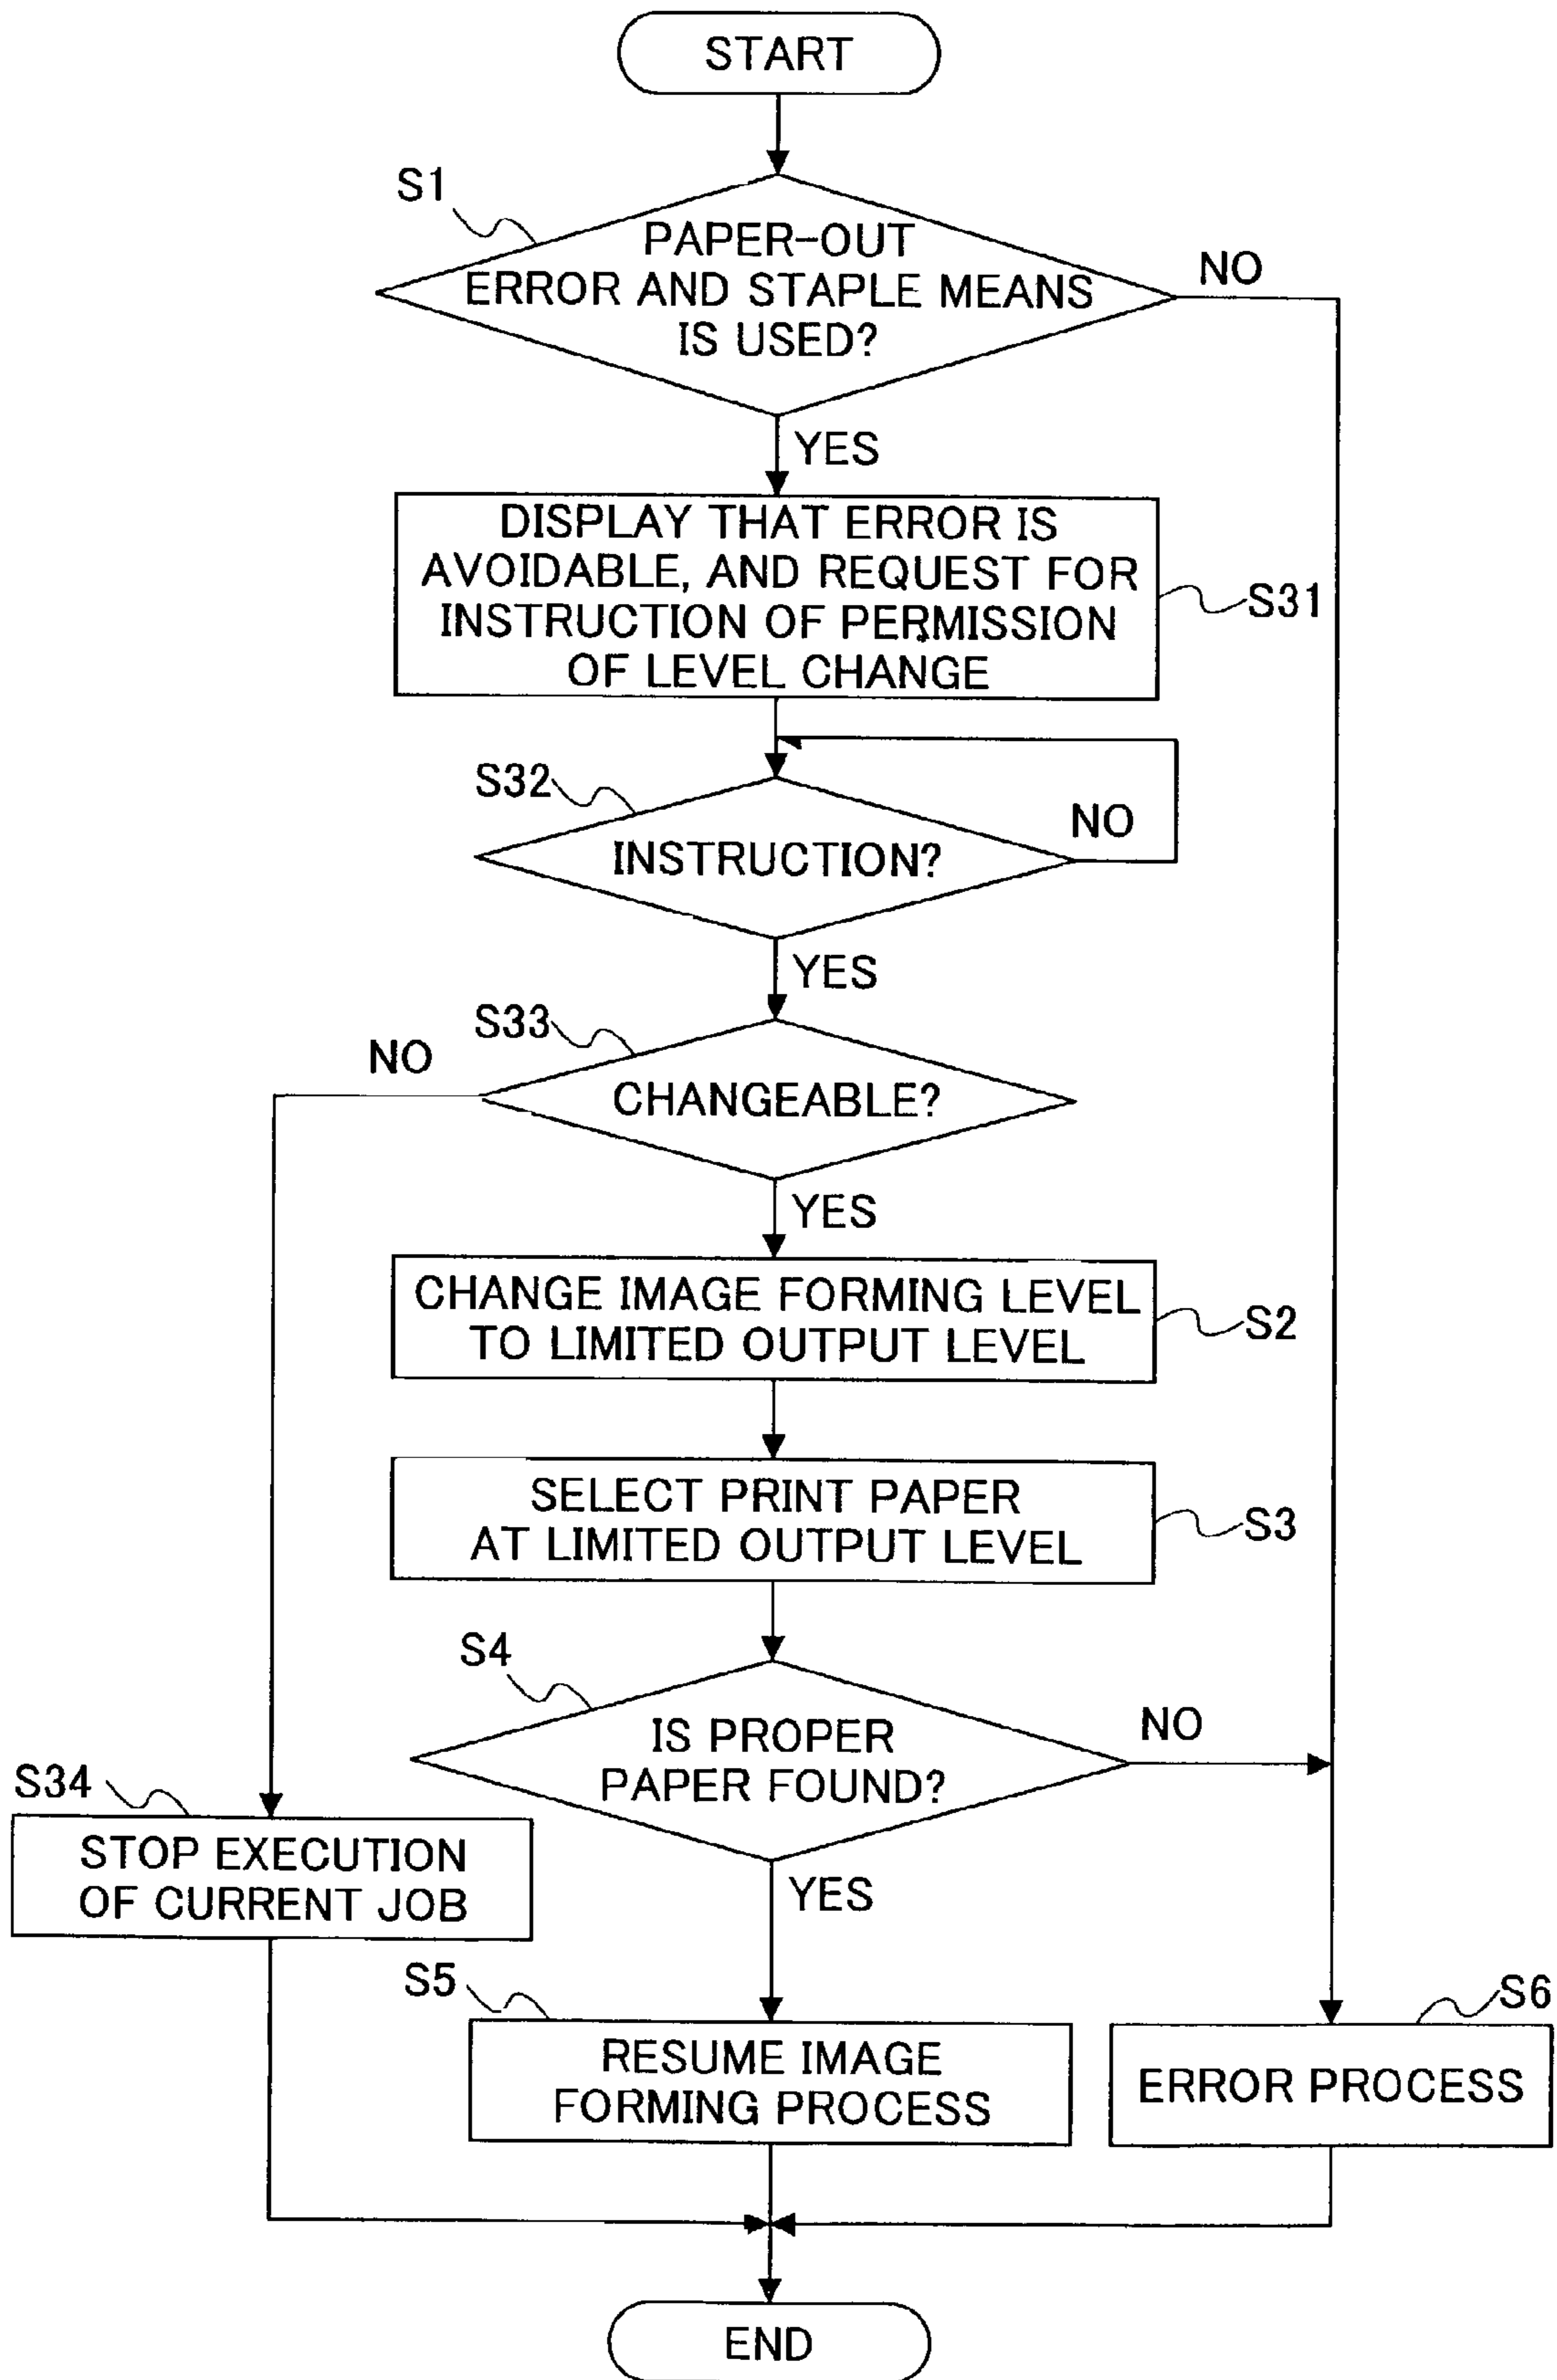 START
S1
PAPER-OUT
ERROR AND STAPLE MEANS
IS USED?
NO
YES
DISPLAY THAT ERROR IS
AVOIDABLE, AND REQUEST FOR
INSTRUCTION OF PERMISSION
OF LEVEL CHANGE
S31
S32
INSTRUCTION?
NO
YES
S33
NO
CHANGEABLE?
YES
CHANGE IMAGE FORMING LEVEL
TO LIMITED OUTPUT LEVEL
S2
SELECT PRINT PAPER
AT LIMITED OUTPUT LEVEL
S3
S4
IS PROPER
PAPER FOUND?
NO
YES
S34
STOP EXECUTION
OF CURRENT JOB
S5
RESUME IMAGE
FORMING PROCESS
S6
ERROR PROCESS
END